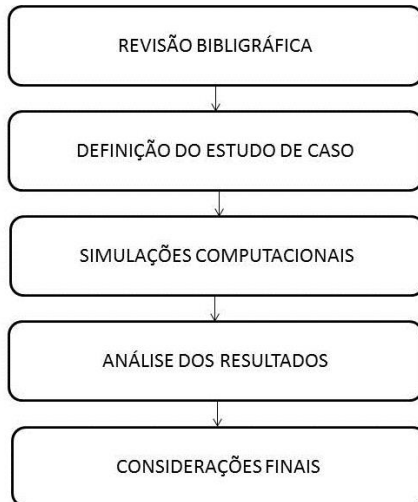 REVISÃO BIBLIGRÁFICA
DEFINIÇÃO DO ESTUDO DE CASO
SIMULAÇÕES COMPUTACIONAIS
ANÁLISE DOS RESULTADOS
CONSIDERAÇÕES FINAIS